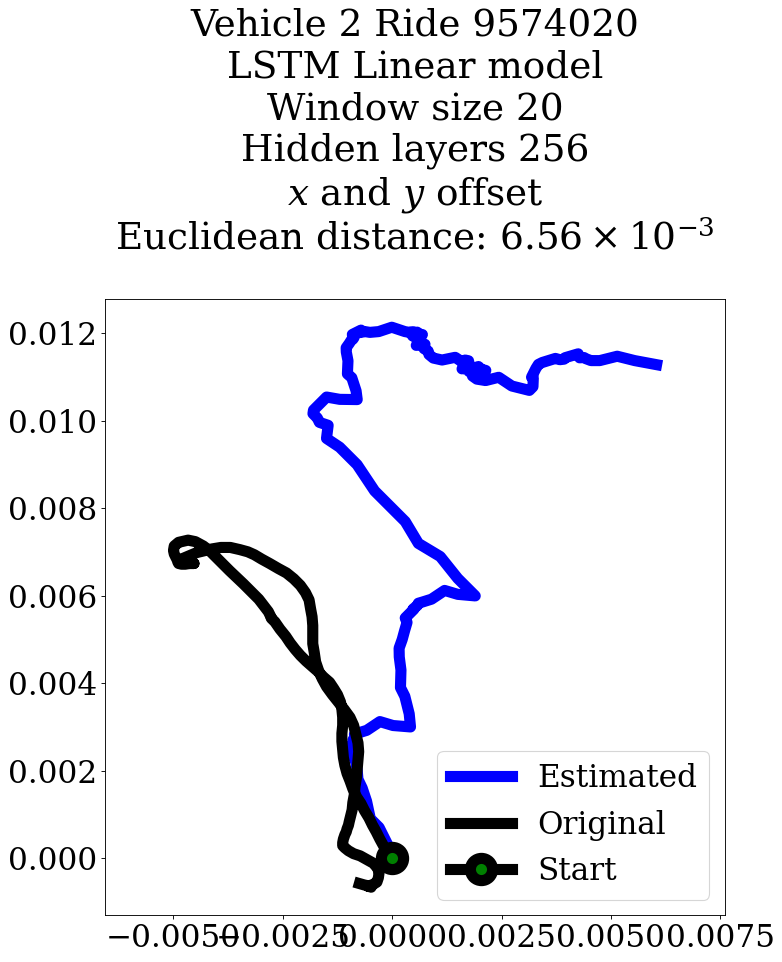 Vehicle 2 Ride 9574020
LSTM Linear model
Window size 20
Hidden layers 256
x and y offset
Euclidean distance: 6.56 × 10⁻³
0.012
0.010
0.008
0.006
0.004
0.002
0.000
Estimated
Original
Start
−0.005 −0.0025 0.0000 0.0025 0.0050 0.0075